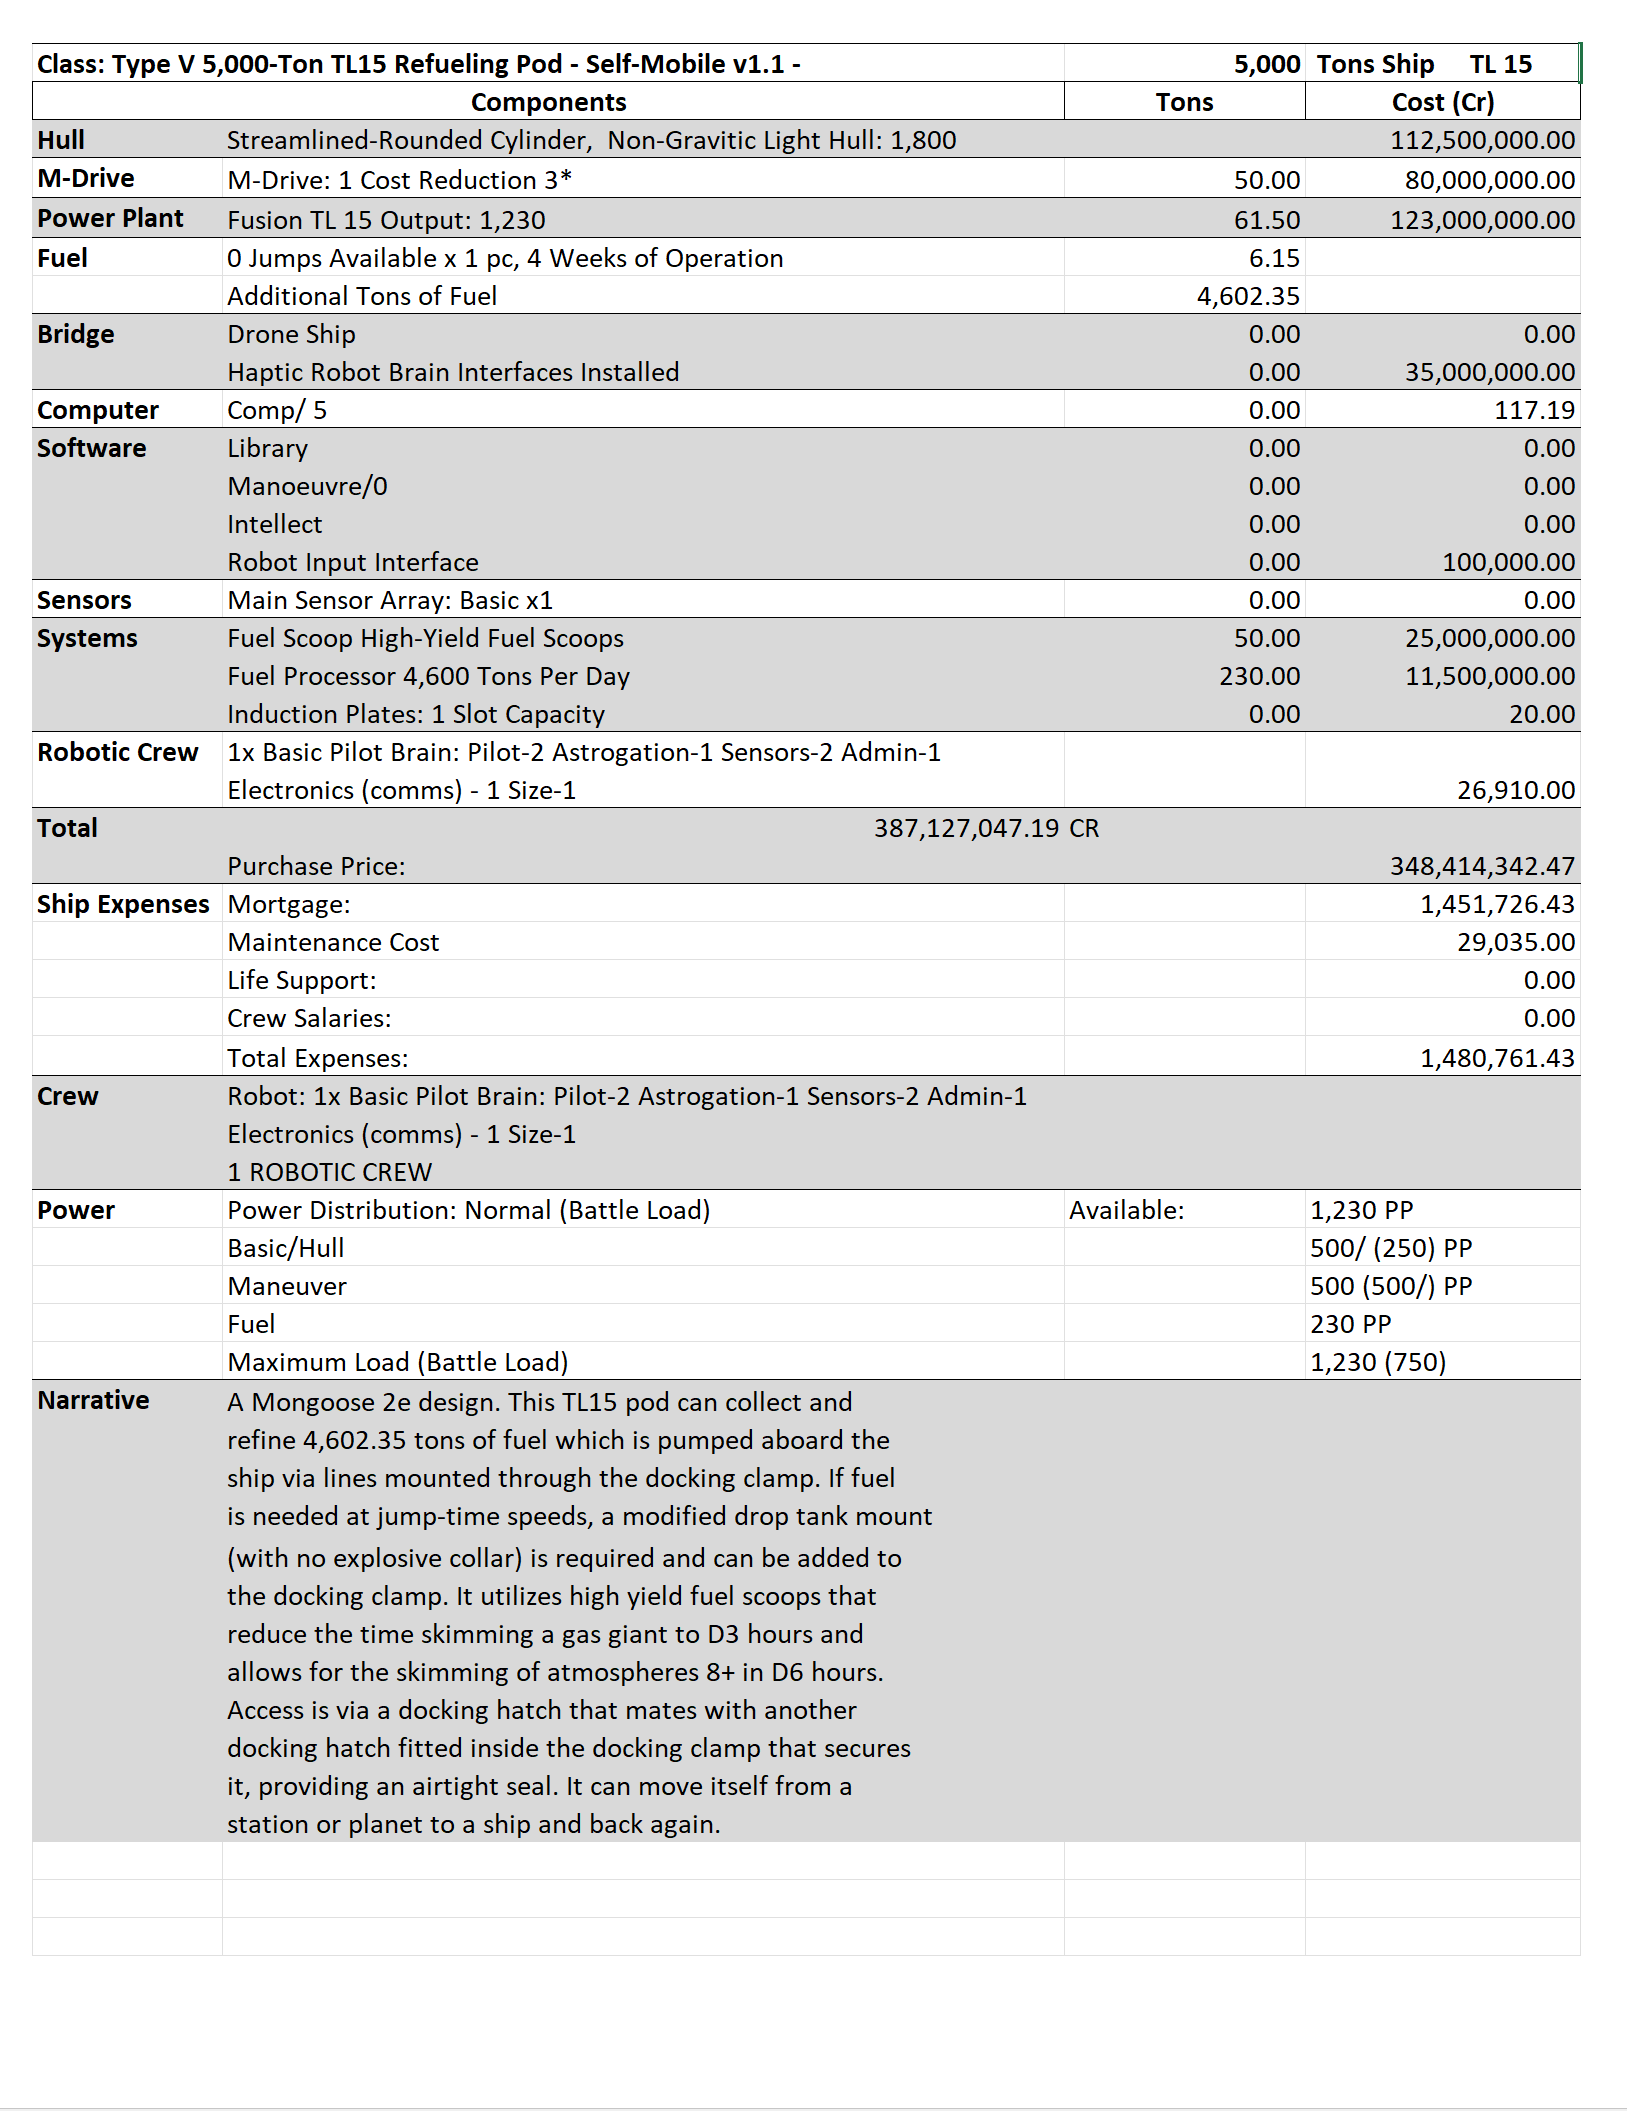 Class: Type V 5,000-Ton TL15 Refueling Pod - Self-Mobile v1.1 - 5,000 Tons Ship TL 15
Components Tons Cost (Cr)
Hull Streamlined-Rounded Cylinder, Non-Gravitic Light Hull: 1,800 112,500,000.00
M-Drive M-Drive: 1 Cost Reduction 3* 50.00 80,000,000.00
Power Plant Fusion TL 15 Output: 1,230 61.50 123,000,000.00
Fuel 0 Jumps Available x 1 pc, 4 Weeks of Operation 6.15
Additional Tons of Fuel 4,602.35
Bridge Drone Ship 0.00 0.00
Haptic Robot Brain Interfaces Installed 0.00 35,000,000.00
Computer Comp/ 5 0.00 117.19
Software Library 0.00 0.00
Manoeuvre/0 0.00 0.00
Intellect 0.00 0.00
Robot Input Interface 0.00 100,000.00
Sensors Main Sensor Array: Basic x1 0.00 0.00
Systems Fuel Scoop High-Yield Fuel Scoops 50.00 25,000,000.00
Fuel Processor 4,600 Tons Per Day 230.00 11,500,000.00
Induction Plates: 1 Slot Capacity 0.00 20.00
Robotic Crew 1x Basic Pilot Brain: Pilot-2 Astrogation-1 Sensors-2 Admin-1
Electronics (comms) - 1 Size-1 26,910.00
Total 387,127,047.19 CR
Purchase Price: 348,414,342.47
Ship Expenses Mortgage: 1,451,726.43
Maintenance Cost 29,035.00
Life Support: 0.00
Crew Salaries: 0.00
Total Expenses: 1,480,761.43
Crew Robot: 1x Basic Pilot Brain: Pilot-2 Astrogation-1 Sensors-2 Admin-1
Electronics (comms) - 1 Size-1
1 ROBOTIC CREW
Power Power Distribution: Normal (Battle Load) Available: 1,230 PP
Basic/Hull 500/ (250) PP
Maneuver 500 (500/) PP
Fuel 230 PP
Maximum Load (Battle Load) 1,230 (750)
Narrative A Mongoose 2e design. This TL15 pod can collect and
refine 4,602.35 tons of fuel which is pumped aboard the
ship via lines mounted through the docking clamp. If fuel
is needed at jump-time speeds, a modified drop tank mount
(with no explosive collar) is required and can be added to
the docking clamp. It utilizes high yield fuel scoops that
reduce the time skimming a gas giant to D3 hours and
allows for the skimming of atmospheres 8+ in D6 hours.
Access is via a docking hatch that mates with another
docking hatch fitted inside the docking clamp that secures
it, providing an airtight seal. It can move itself from a
station or planet to a ship and back again.